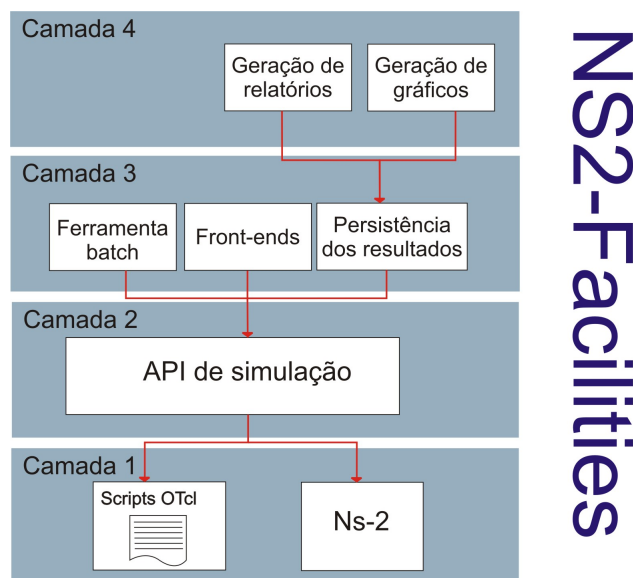 Camada 4
Geração de
relatórios
Geração de
gráficos
Camada 3
Ferramenta
batch
Front-ends
Persistência
dos resultados
Camada 2
API de simulação
Camada 1
Scripts OTcl
Ns-2
NS2-Facilities